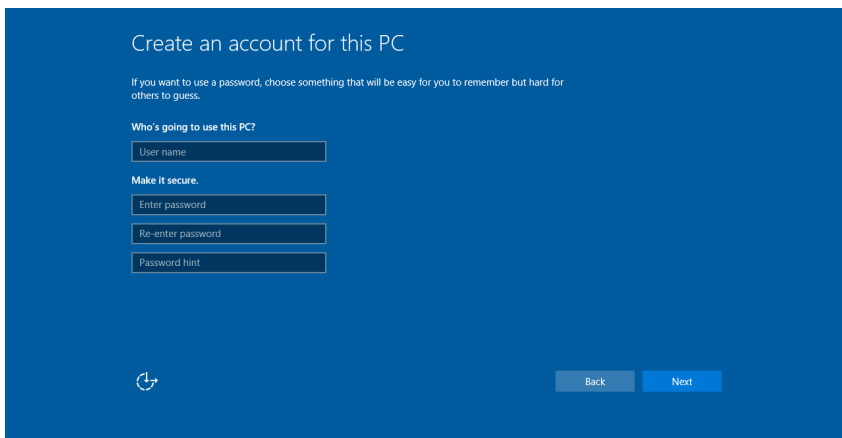 Create an account for this PC
If you want to use a password, choose something that will be easy for you to remember but hard for
others to guess.
Who's going to use this PC?
User name
Make it secure.
Enter password
Re-enter password
Password hint
Back
Next